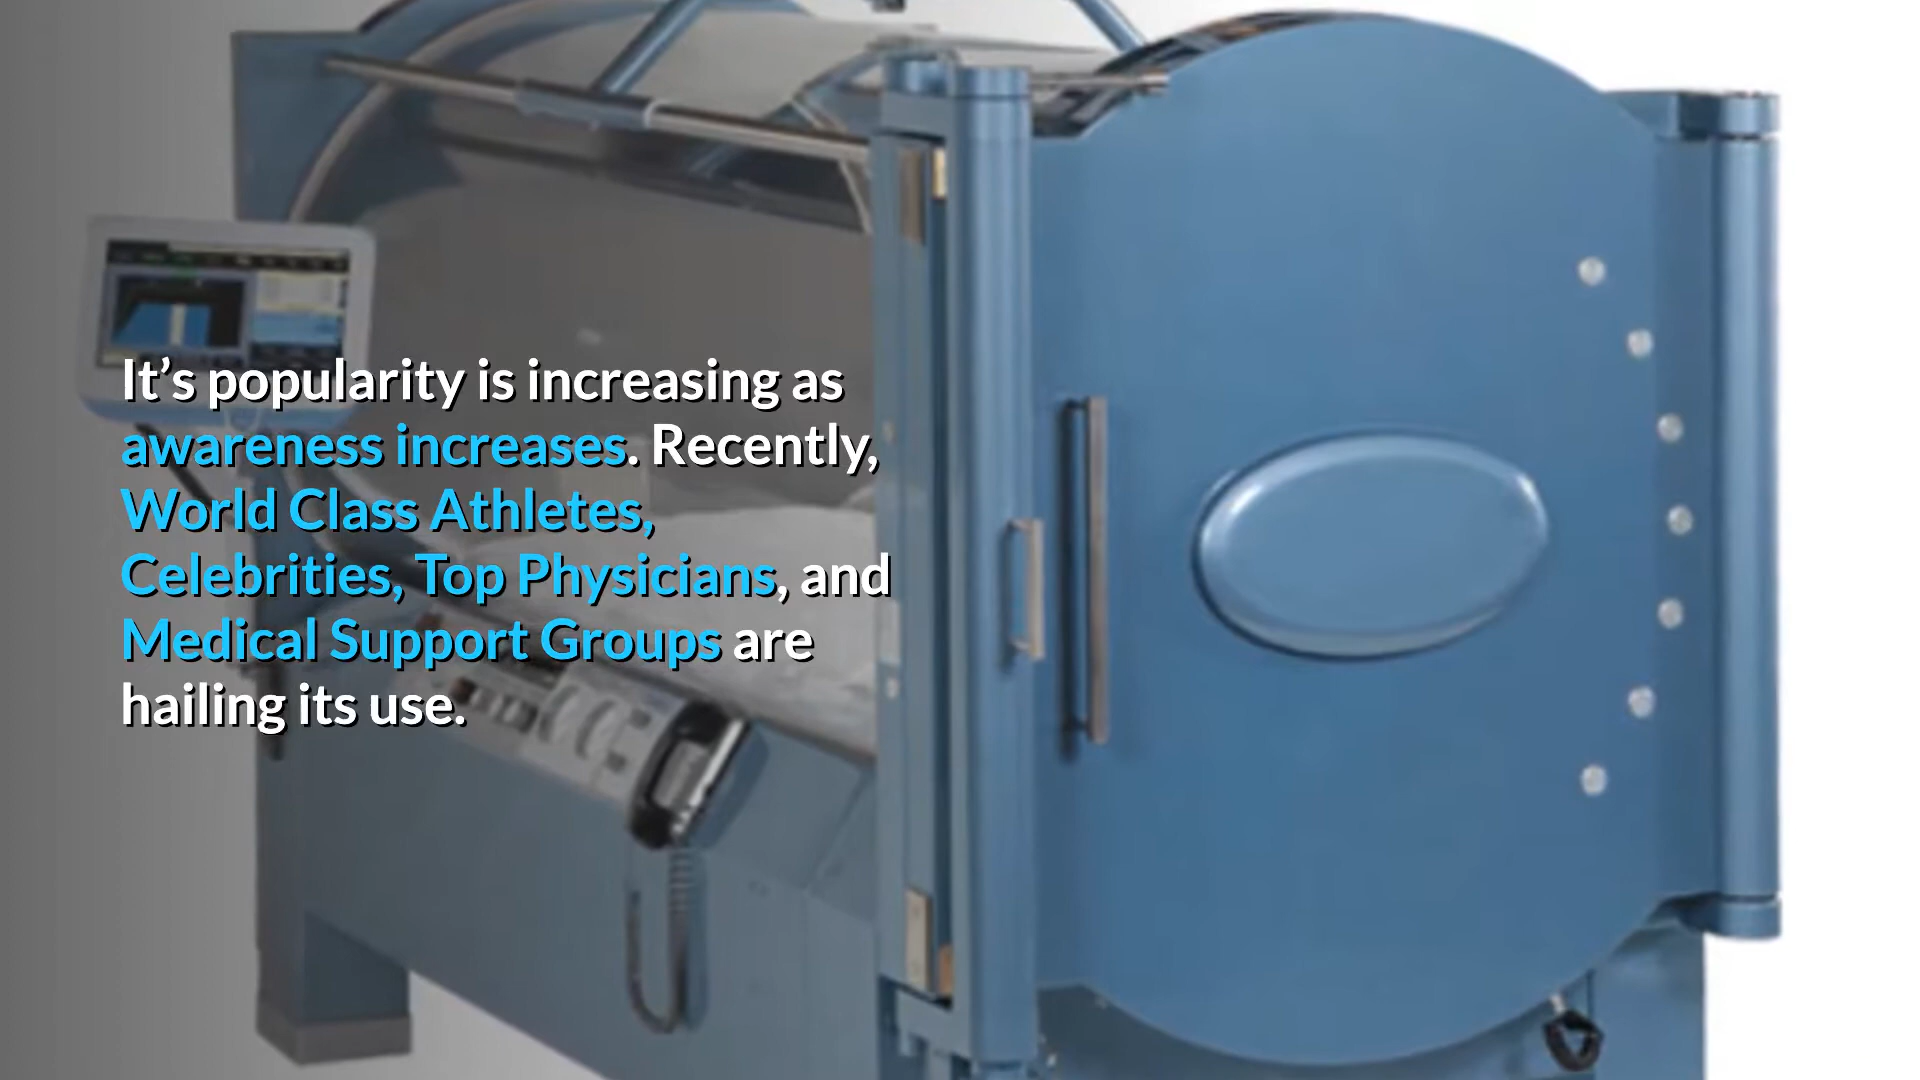 It’s popularity is increasing as
awareness increases. Recently,
World Class Athletes,
Celebrities, Top Physicians, and
Medical Support Groups are
hailing its use.